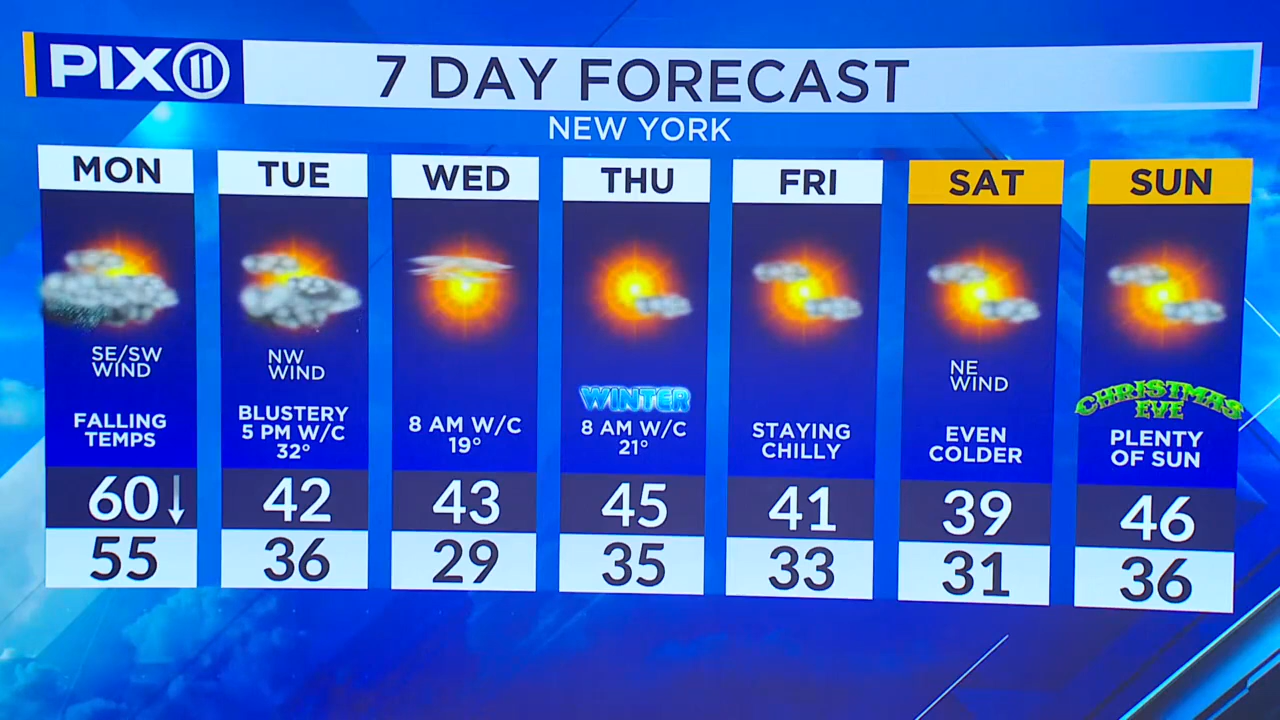 PIX 11
7 DAY FORECAST
NEW YORK
MON
SE/SW
WIND
FALLING
TEMPS
60↓
55
TUE
NW
WIND
BLUSTERY
5 PM W/C
32°
42
36
WED
8 AM W/C
19°
43
29
THU
WINTER
8 AM W/C
21°
45
35
FRI
STAYING
CHILLY
41
33
SAT
NE
WIND
EVEN
COLDER
39
31
SUN
CHRISTMAS
EVE
PLENTY
OF SUN
46
36